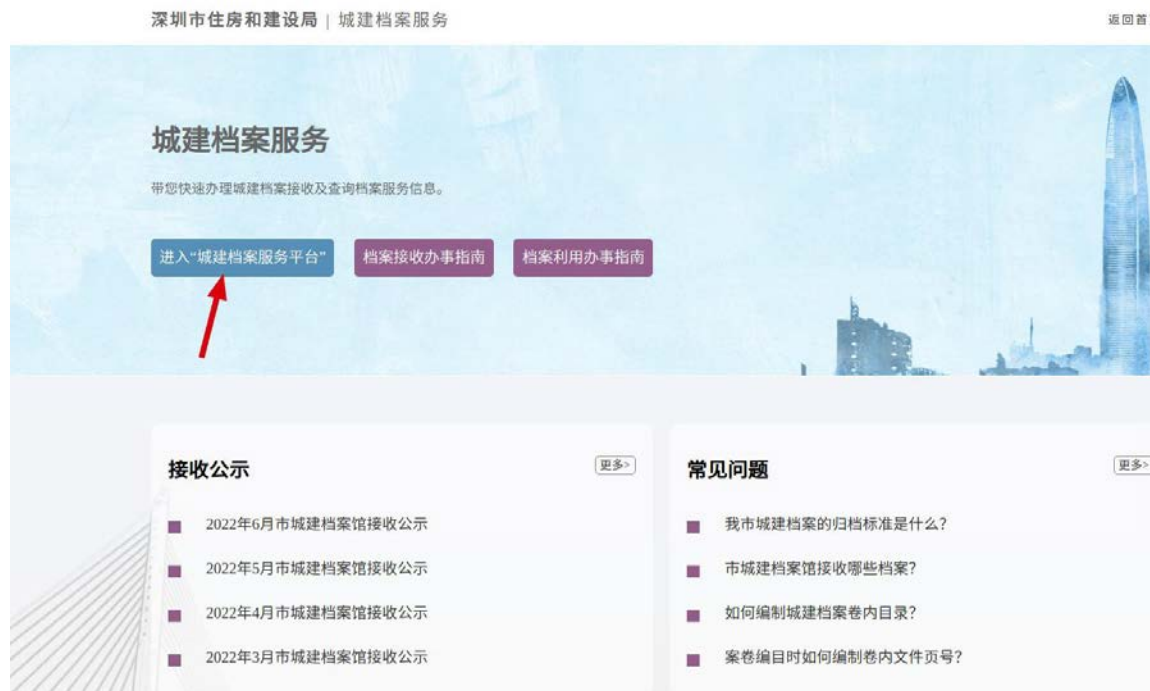 深圳市住房和建设局 | 城建档案服务
返回首
城建档案服务
带您快速办理城建档案接收及查询档案服务信息。
进入“城建档案服务平台” 档案接收办事指南 档案利用办事指南
接收公示 更多>
2022年6月市城建档案馆接收公示
2022年5月市城建档案馆接收公示
2022年4月市城建档案馆接收公示
2022年3月市城建档案馆接收公示
常见问题 更多>
我市城建档案的归档标准是什么?
市城建档案馆接收哪些档案?
如何编制城建档案卷内目录?
案卷编目时如何编制卷内文件页号?